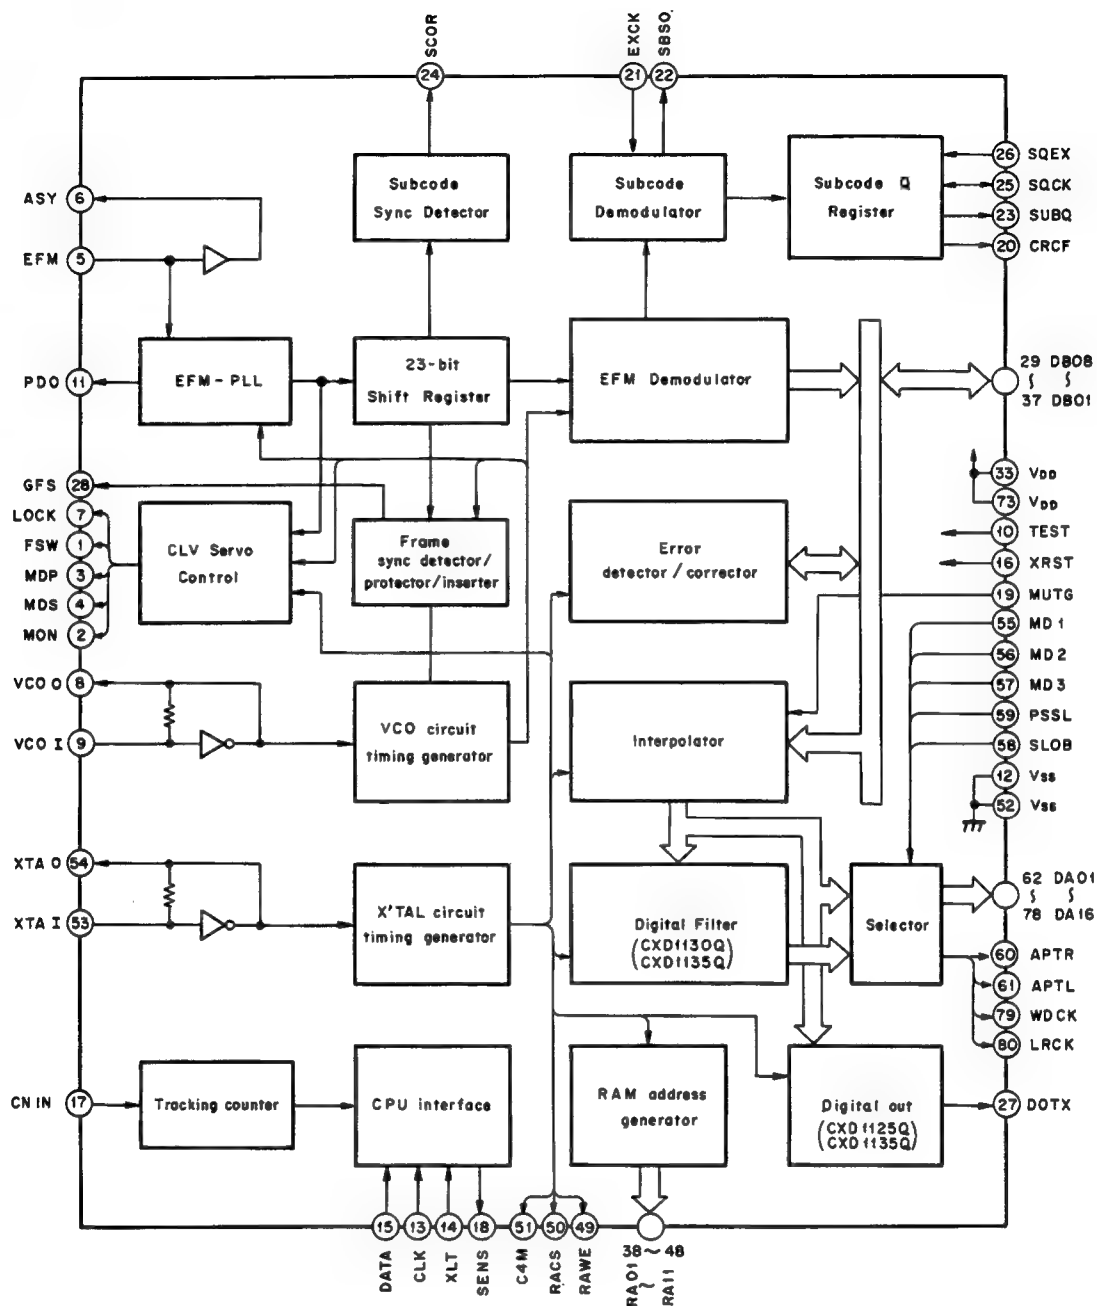 SCOR
EXCK
SBSO
24
21
22
Subcode
Sync Detector
Subcode
Demodulator
Subcode Q
Register
26 SQEX
25 SQCK
23 SUBQ
20 CRCF
ASY 6
EFM 5
PDO 11
EFM-PLL
23-bit
Shift Register
EFM Demodulator
29 DB08
~
37 DB01
GFS 28
LOCK 7
FSW 1
MDP 3
MDS 4
MON 2
CLV Servo
Control
Frame
sync detector/
protector/inserter
Error
detector/corrector
33 VDD
73 VDD
10 TEST
16 XRST
19 MUTG
55 MD1
56 MD2
57 MD3
59 PSSL
58 SLOB
12 Vss
52 Vss
VCO O 8
VCO I 9
VCO circuit
timing generator
Interpolator
XTA O 54
XTA I 53
X'TAL circuit
timing generator
Digital Filter
(CXD1130Q
CXD1135Q)
Selector
62 DA01
~
78 DA16
60 APTR
61 APTL
79 WDCK
80 LRCK
CNIN 17
Tracking counter
CPU interface
RAM address
generator
Digital out
(CXD1125Q
CXD1135Q)
27 DOTX
15
13
14
18
51
50
49
DATA
CLK
XLT
SENS
C4M
RACS
RAWE
38~48
RA01
~
RA11